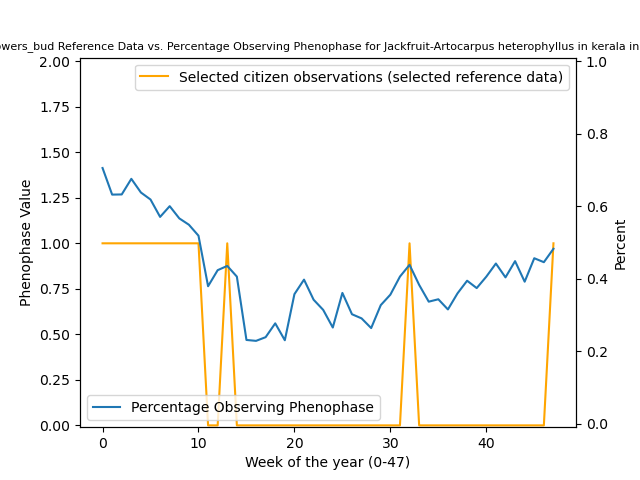 owers_bud Reference Data vs. Percentage Observing Phenophase for Jackfruit-Artocarpus heterophyllus in kerala in
Selected citizen observations (selected reference data)
2.00
1.75
1.50
1.25
1.00
0.75
0.50
0.25
0.00
Phenophase Value
1.0
0.8
0.6
0.4
0.2
0.0
Percent
Percentage Observing Phenophase
0 10 20 30 40
Week of the year (0-47)